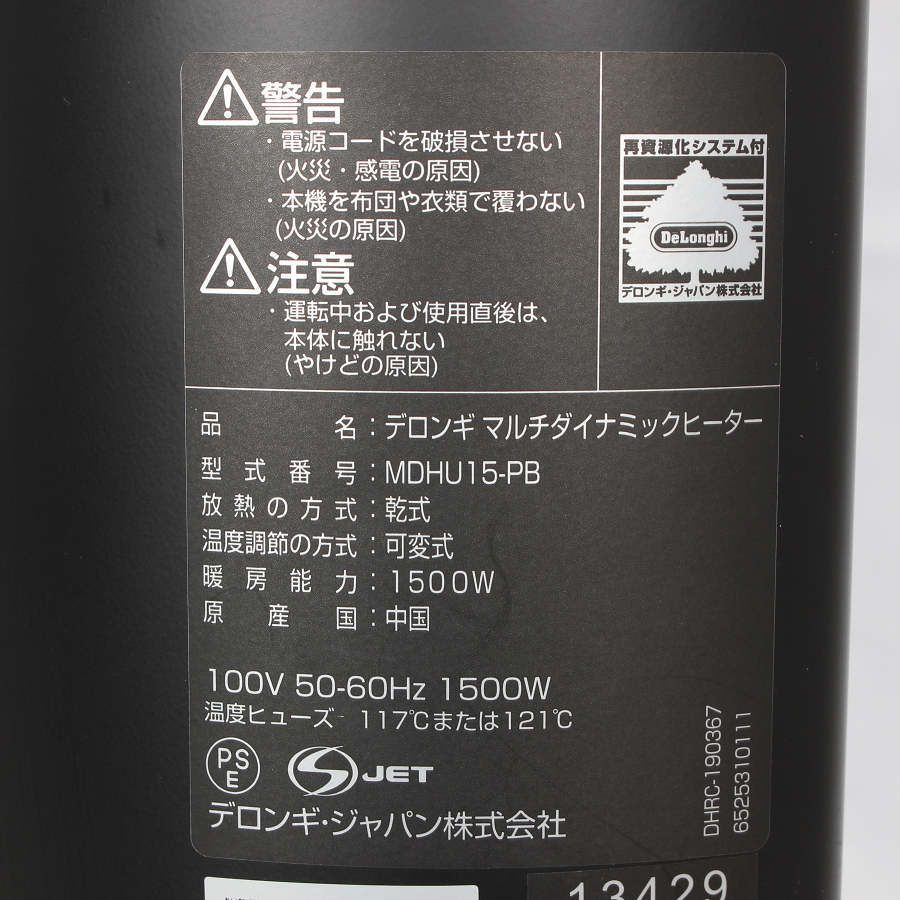 警告
・電源コードを破損させない
(火災・感電の原因)
・本機を布団や衣類で覆わない
(火災の原因)
注意
・運転中および使用直後は、
本体に触れない
(やけどの原因)
再資源化システム付
DeLonghi
デロンギ・ジャパン株式会社
品名：デロンギ マルチダイナミックヒーター
型式番号：MDHU15-PB
放熱の方式：乾式
温度調節の方式：可変式
暖房能力：1500W
原産国：中国
100V 50-60Hz 1500W
温度ヒューズ 117℃または121℃
PS
E
S JET
デロンギ・ジャパン株式会社
DHRC-190367
6525310111
13429